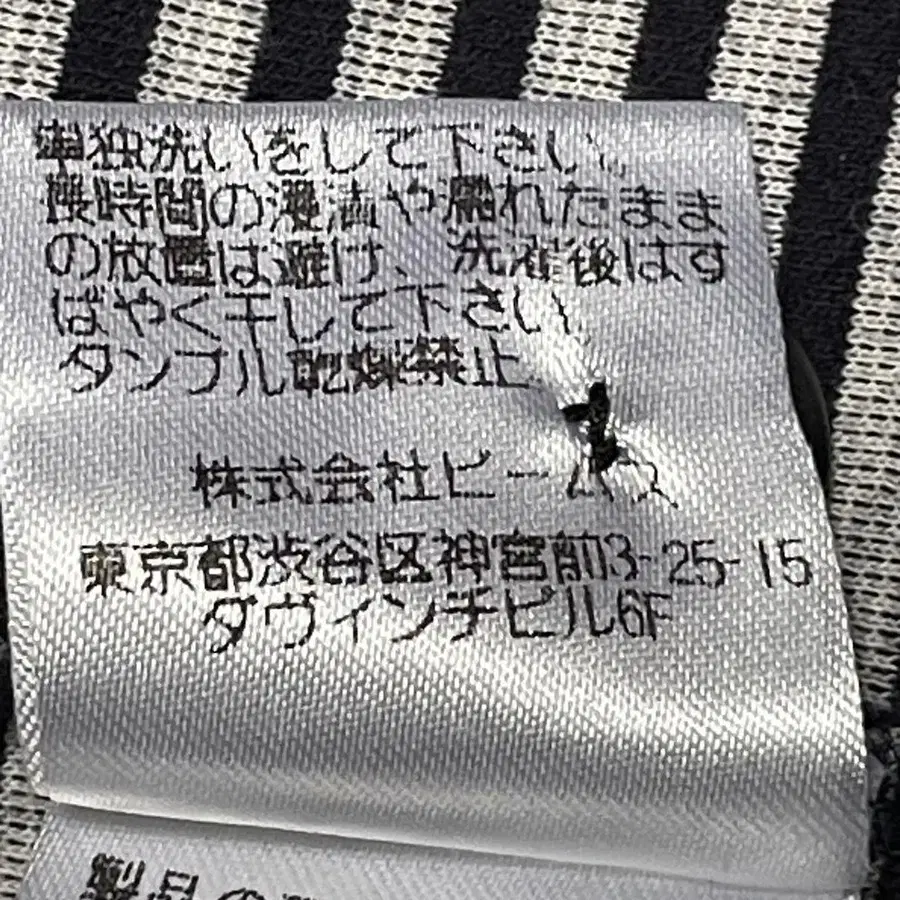 単独洗いをして下さい。
長時間の浸漬や濡れたまま
の放置は避け、洗濯後はす
ばやく干して下さい
タンブル乾燥禁止
株式会社ビームス
東京都渋谷区神宮前3-25-15
ダヴィンチビル6F
製品の